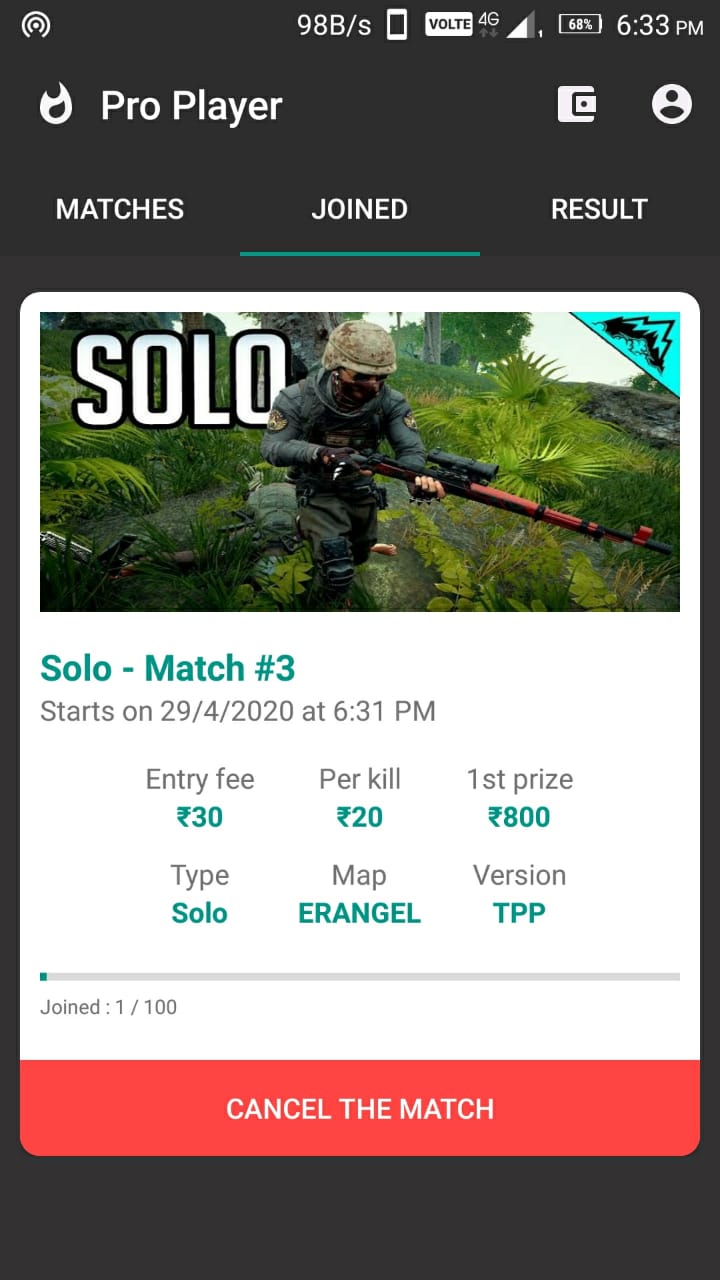 98B/s VOLTE 4G 68% 6:33 PM
Pro Player
MATCHES JOINED RESULT
SOLO
Solo - Match #3
Starts on 29/4/2020 at 6:31 PM
Entry fee Per kill 1st prize
₹30 ₹20 ₹800
Type Map Version
Solo ERANGEL TPP
Joined : 1 / 100
CANCEL THE MATCH